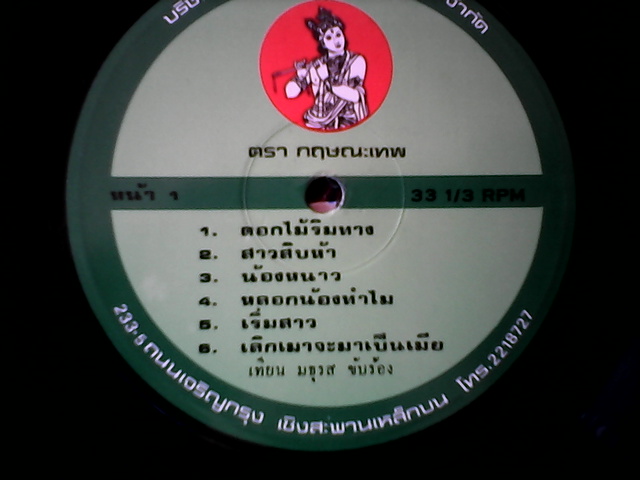 ตรา กฤษณะเทพ
หน้า 1 33 1/3 RPM
1. ดอกไม้ริมทาง
2. สาวสิบห้า
3. น้องหนาว
4. หลอกน้องทำไม
5. เริ่มสาว
6. เลิกเมาจะมาเป็นเมีย
เทียน มธุรส ขับร้อง
233-5 ถนนเจริญกรุง เชิงสะพานเหล็กบน โทร.2218727